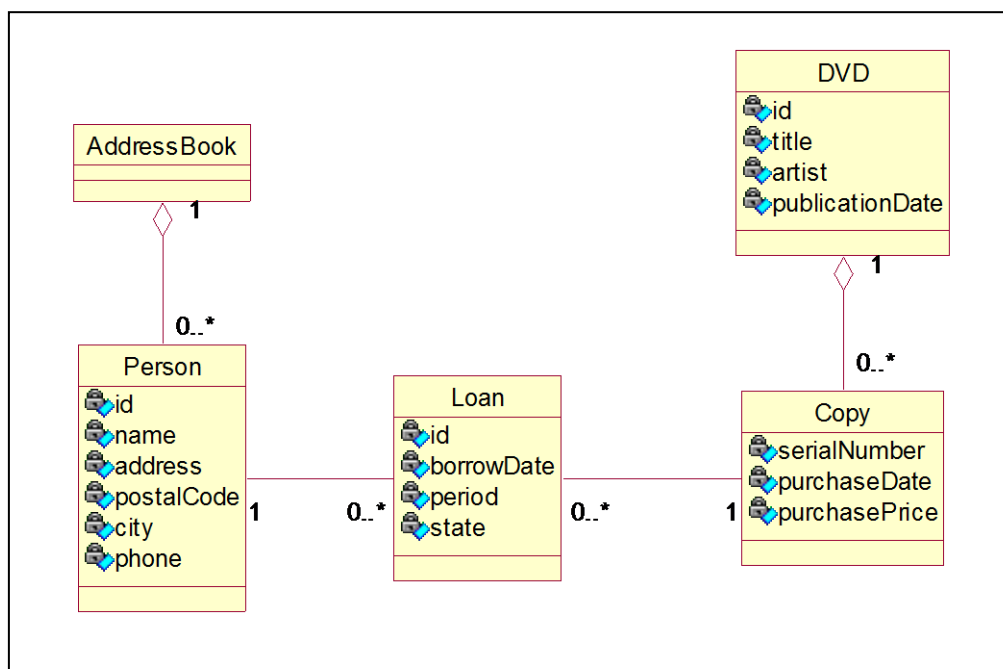 AddressBook
1
0..*
Person
id
name
address
postalCode
city
phone
1
0..*
Loan
id
borrowDate
period
state
0..*
1
DVD
id
title
artist
publicationDate
1
0..*
Copy
serialNumber
purchaseDate
purchasePrice